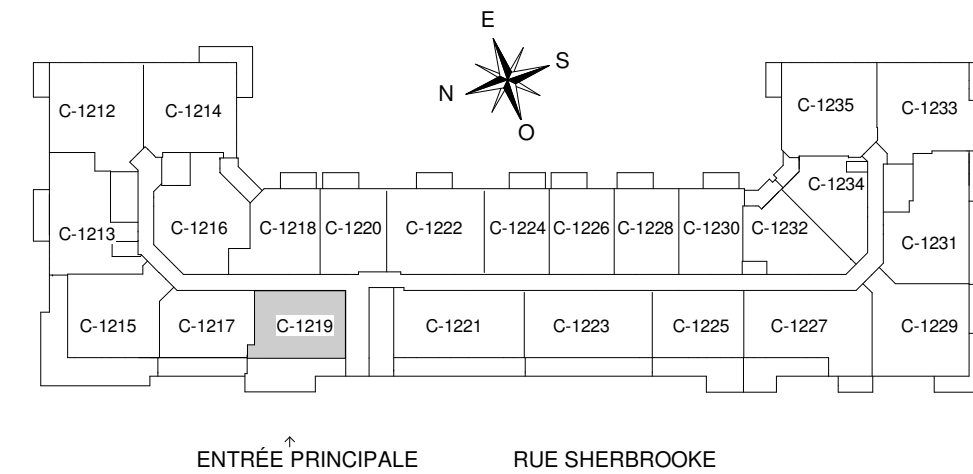 E
S
N
O
C-1212
C-1214
C-1235
C-1233
C-1234
C-1213
C-1216
C-1218
C-1220
C-1222
C-1224
C-1226
C-1228
C-1230
C-1232
C-1231
C-1215
C-1217
C-1219
C-1221
C-1223
C-1225
C-1227
C-1229
ENTRÉE PRINCIPALE
RUE SHERBROOKE